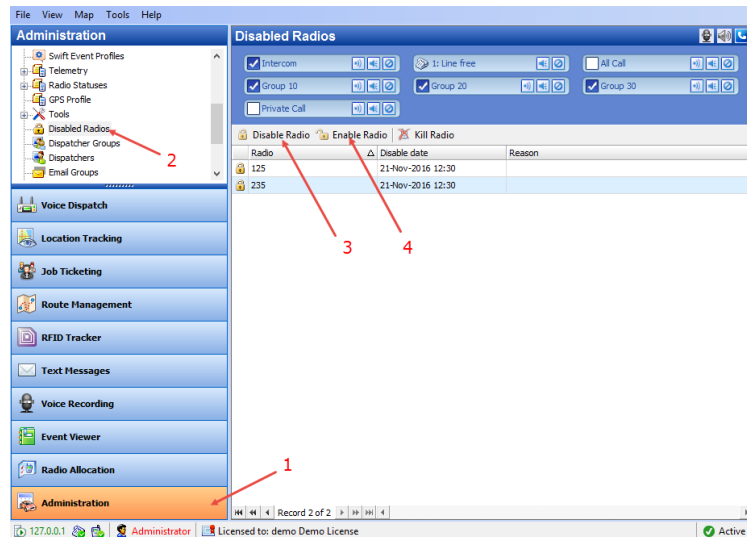 File View Map Tools Help
Administration
Swift Event Profiles
Telemetry
Radio Statuses
GPS Profile
Tools
Disabled Radios
Dispatcher Groups
Dispatchers
Email Groups
2
Voice Dispatch
Location Tracking
Job Ticketing
Route Management
RFID Tracker
Text Messages
Voice Recording
Event Viewer
Radio Allocation
Administration
1
Disabled Radios
Intercom 1: Line free All Call
Group 10 Group 20 Group 30
Private Call
Disable Radio Enable Radio Kill Radio
Radio Disable date Reason
125 21-Nov-2016 12:30
235 21-Nov-2016 12:30
3 4
Record 2 of 2
127.0.0.1 Administrator Licensed to: demo Demo License Active